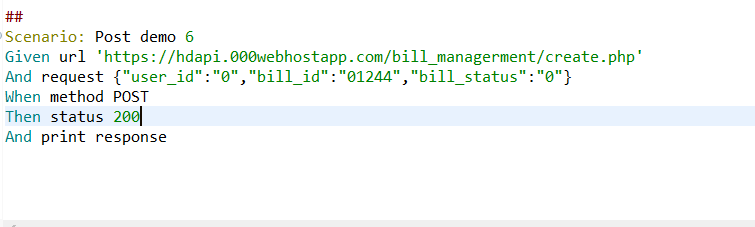 ##
Scenario: Post demo 6
Given url 'https://hdapi.000webhostapp.com/bill_managerment/create.php'
And request {"user_id":"0","bill_id":"01244","bill_status":"0"}
When method POST
Then status 200
And print response